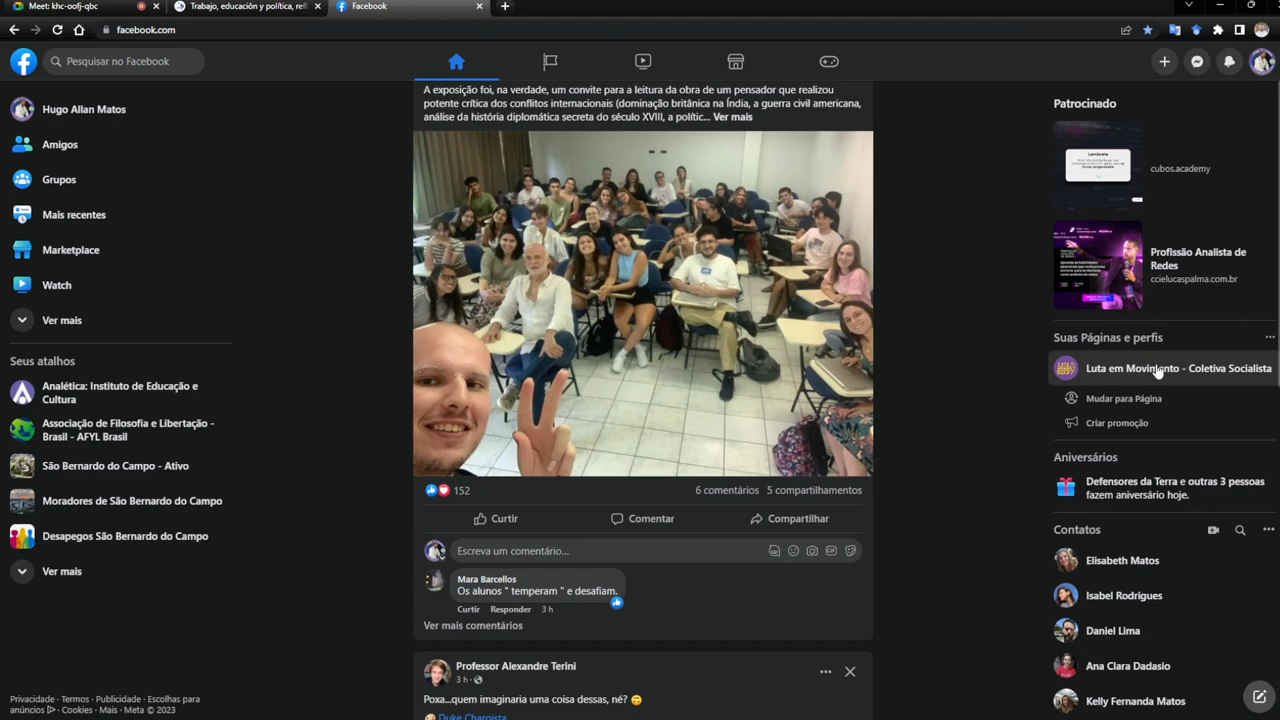 Meet: khc-oofj-qbc
Trabajo, educación y política, refl
Facebook
facebook.com
Pesquisar no Facebook
Hugo Allan Matos
Amigos
Grupos
Mais recentes
Marketplace
Watch
Ver mais
Seus atalhos
Analética: Instituto de Educação e
Cultura
Associação de Filosofia e Libertação -
Brasil - AFYL Brasil
São Bernardo do Campo - Ativo
Moradores de São Bernardo do Campo
Desapegos São Bernardo do Campo
Ver mais
Privacidade · Termos · Publicidade · Escolhas para
anúncios · Cookies · Mais · Meta © 2023
A exposição foi, na verdade, um convite para a leitura da obra de um pensador que realizou
potente crítica dos conflitos internacionais (dominação britânica na Índia, a guerra civil americana,
análise da história diplomática secreta do século XVIII, a polític... Ver mais
152
6 comentários 5 compartilhamentos
Curtir Comentar Compartilhar
Escreva um comentário...
Mara Barcellos
Os alunos " temperam " e desafiam.
Curtir Responder 3 h
Ver mais comentários
Professor Alexandre Terini
3 h
Poxa...quem imaginaria uma coisa dessas, né?
Duke Chargista
Patrocinado
Lembrete
cubos.academy
Profissão Analista de
Redes
ccielucaspalma.com.br
Suas Páginas e perfis
Luta em Movimento - Coletiva Socialista
Mudar para Página
Criar promoção
Aniversários
Defensores da Terra e outras 3 pessoas
fazem aniversário hoje.
Contatos
Elisabeth Matos
Isabel Rodrigues
Daniel Lima
Ana Clara Dadasio
Kelly Fernanda Matos